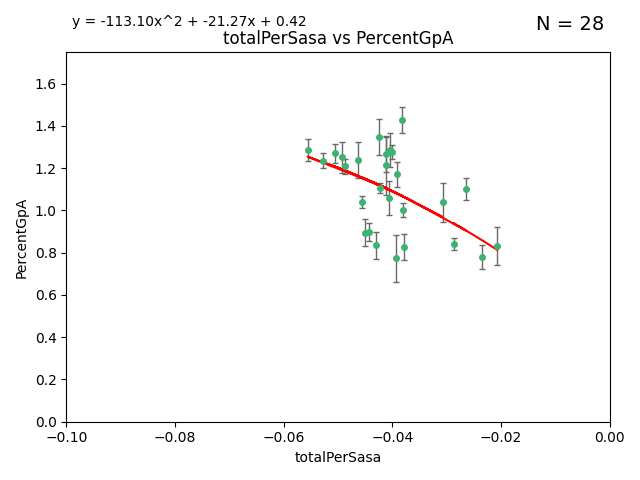 y = -113.10x^2 + -21.27x + 0.42
N = 28
totalPerSasa vs PercentGpA
PercentGpA
1.6
1.4
1.2
1.0
0.8
0.6
0.4
0.2
0.0
−0.10 −0.08 −0.06 −0.04 −0.02 0.00
totalPerSasa